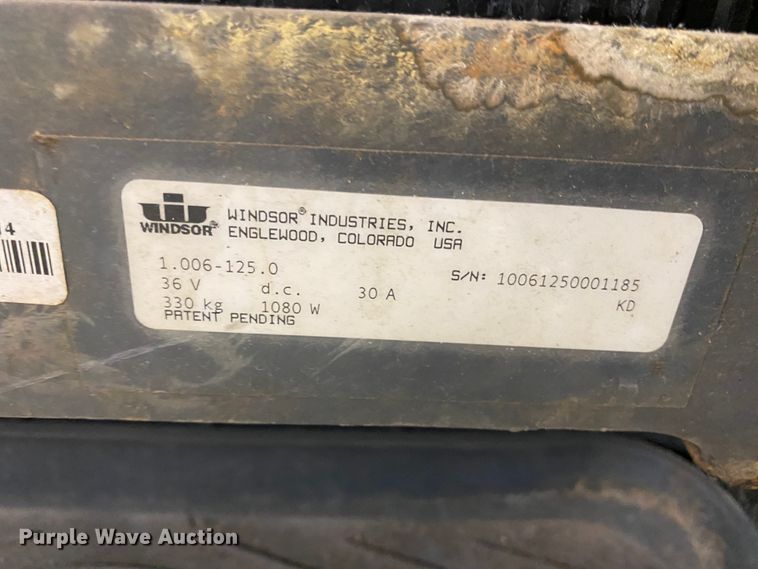 4
WINDSOR®
WINDSOR® INDUSTRIES, INC.
ENGLEWOOD, COLORADO USA
1.006-125.0
S/N: 10061250001185
36 V d.c. 30 A
KD
330 kg 1080 W
PATENT PENDING
Purple Wave Auction®